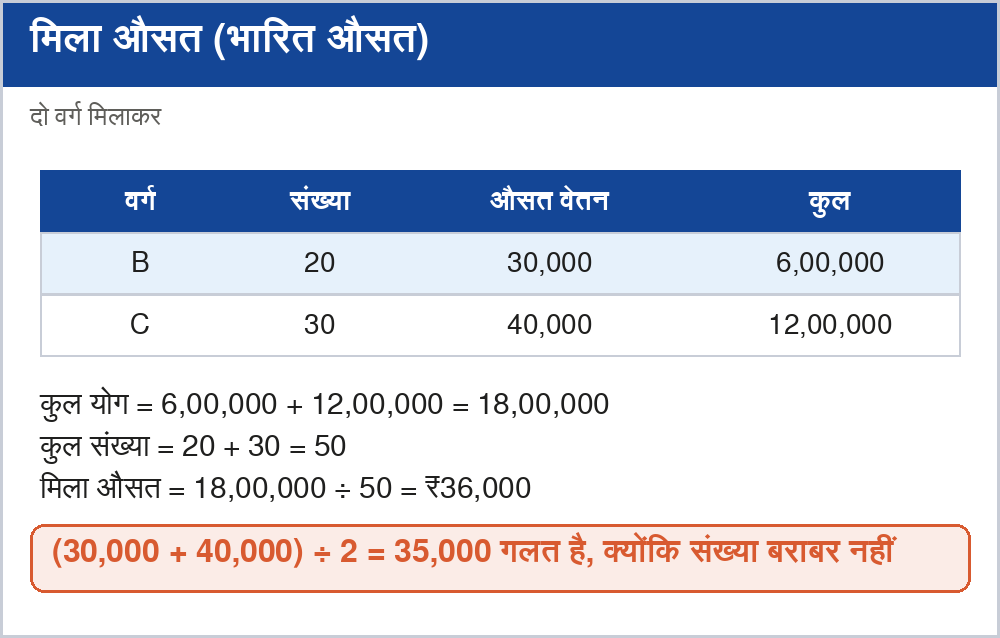 मिला औसत (भारित औसत)
दो वर्ग मिलाकर
वर्ग संख्या औसत वेतन कुल
B 20 30,000 6,00,000
C 30 40,000 12,00,000
कुल योग = 6,00,000 + 12,00,000 = 18,00,000
कुल संख्या = 20 + 30 = 50
मिला औसत = 18,00,000 ÷ 50 = ₹36,000
(30,000 + 40,000) ÷ 2 = 35,000 गलत है, क्योंकि संख्या बराबर नहीं